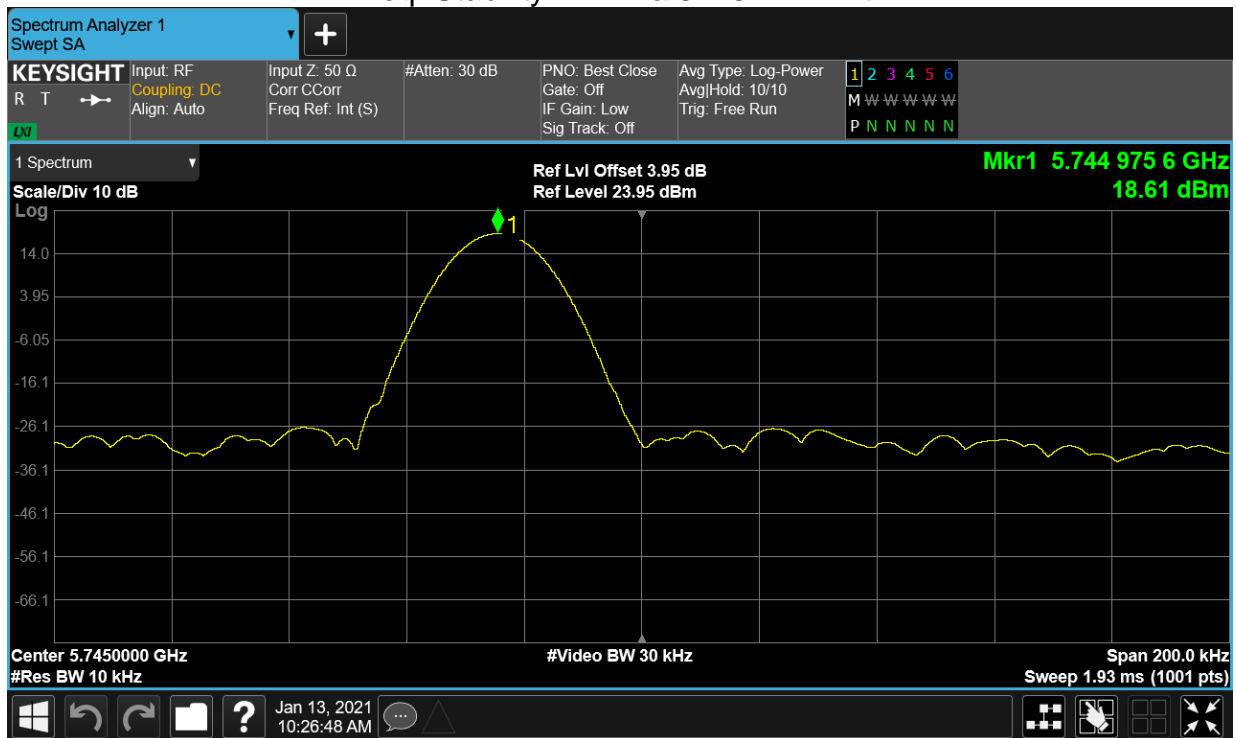 Spectrum Analyzer 1
Swept SA
+
KEYSIGHT
R T
LXI
Input: RF
Coupling: DC
Align: Auto
Input Z: 50 Ω
Corr CCorr
Freq Ref: Int (S)
#Atten: 30 dB
PNO: Best Close
Gate: Off
IF Gain: Low
Sig Track: Off
Avg Type: Log-Power
Avg|Hold: 10/10
Trig: Free Run
1 2 3 4 5 6
M W W W W W
P N N N N N
1 Spectrum
Scale/Div 10 dB
Log
Ref Lvl Offset 3.95 dB
Ref Level 23.95 dBm
Mkr1 5.744 975 6 GHz
18.61 dBm
1
14.0
3.95
-6.05
-16.1
-26.1
-36.1
-46.1
-56.1
-66.1
Center 5.7450000 GHz
#Res BW 10 kHz
#Video BW 30 kHz
Span 200.0 kHz
Sweep 1.93 ms (1001 pts)
?
Jan 13, 2021
10:26:48 AM